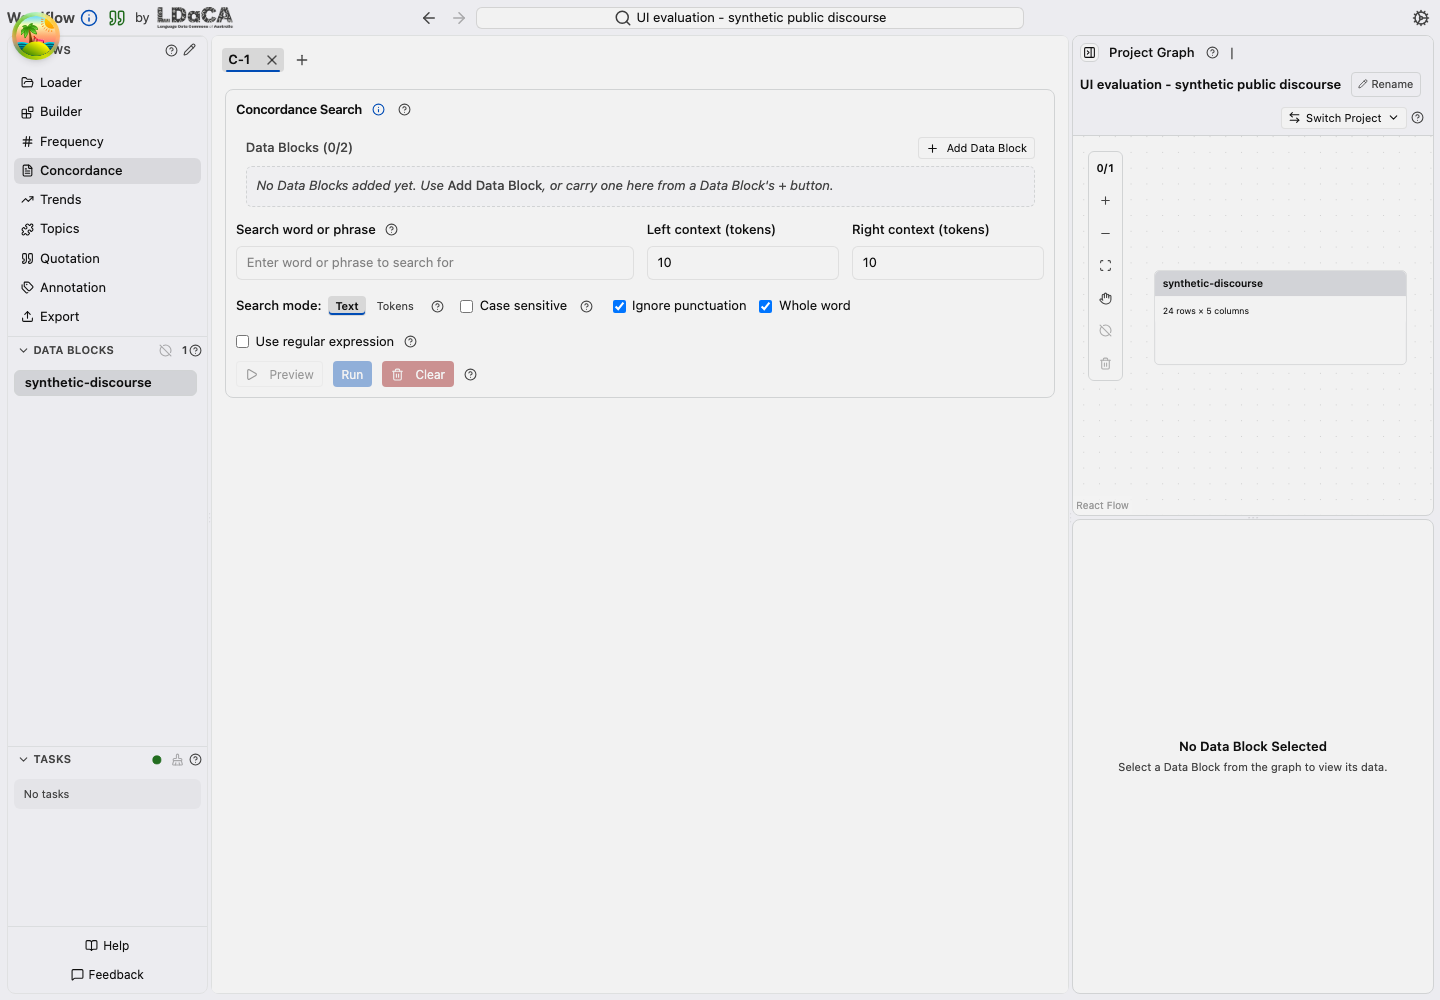 by LDaCA
Language Data Commons of Australia
UI evaluation - synthetic public discourse
Loader
Builder
Frequency
Concordance
Trends
Topics
Quotation
Annotation
Export
DATA BLOCKS
1
synthetic-discourse
TASKS
No tasks
Help
Feedback
C-1
Concordance Search
Data Blocks (0/2)
Add Data Block
No Data Blocks added yet. Use Add Data Block, or carry one here from a Data Block's + button.
Search word or phrase
Left context (tokens)
Right context (tokens)
Enter word or phrase to search for
10
10
Search mode: Text Tokens
Case sensitive
Ignore punctuation
Whole word
Use regular expression
Preview
Run
Clear
Project Graph
UI evaluation - synthetic public discourse
Rename
Switch Project
0/1
synthetic-discourse
24 rows × 5 columns
React Flow
No Data Block Selected
Select a Data Block from the graph to view its data.